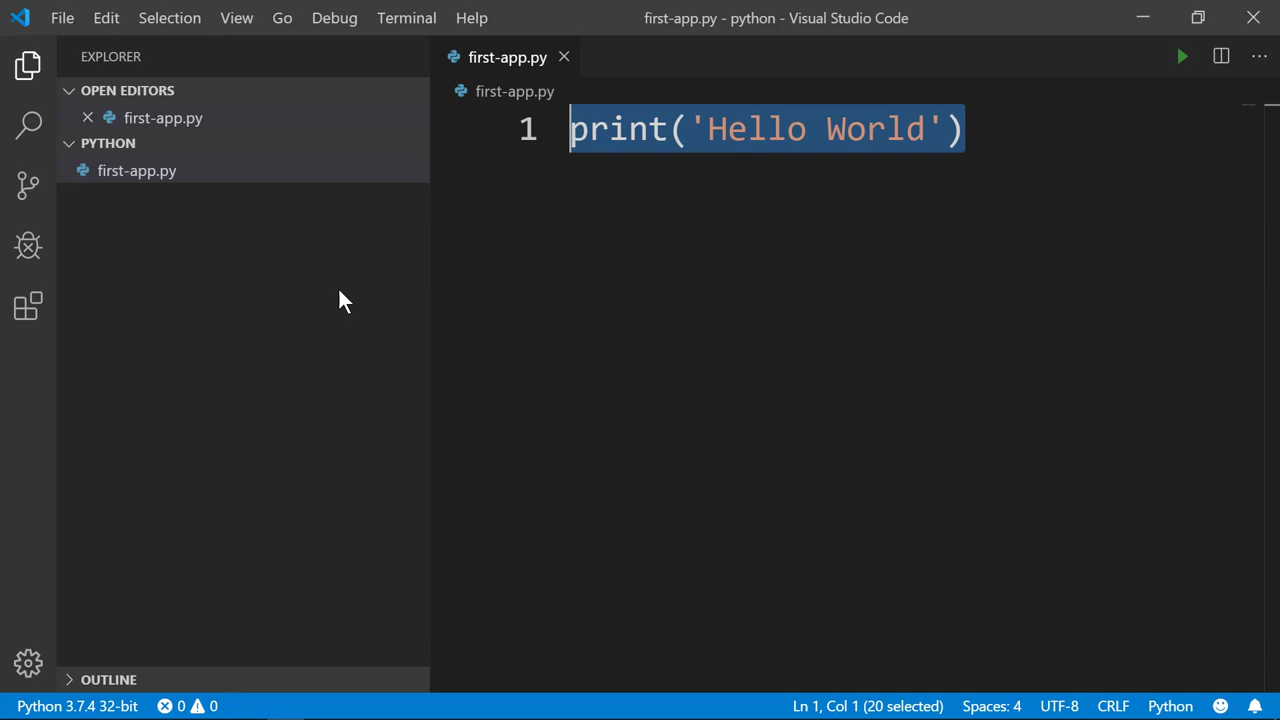 File Edit Selection View Go Debug Terminal Help first-app.py - python - Visual Studio Code
EXPLORER
OPEN EDITORS
first-app.py
PYTHON
first-app.py
OUTLINE
first-app.py
first-app.py
1 print('Hello World')
Python 3.7.4 32-bit 0 0 Ln 1, Col 1 (20 selected) Spaces: 4 UTF-8 CRLF Python